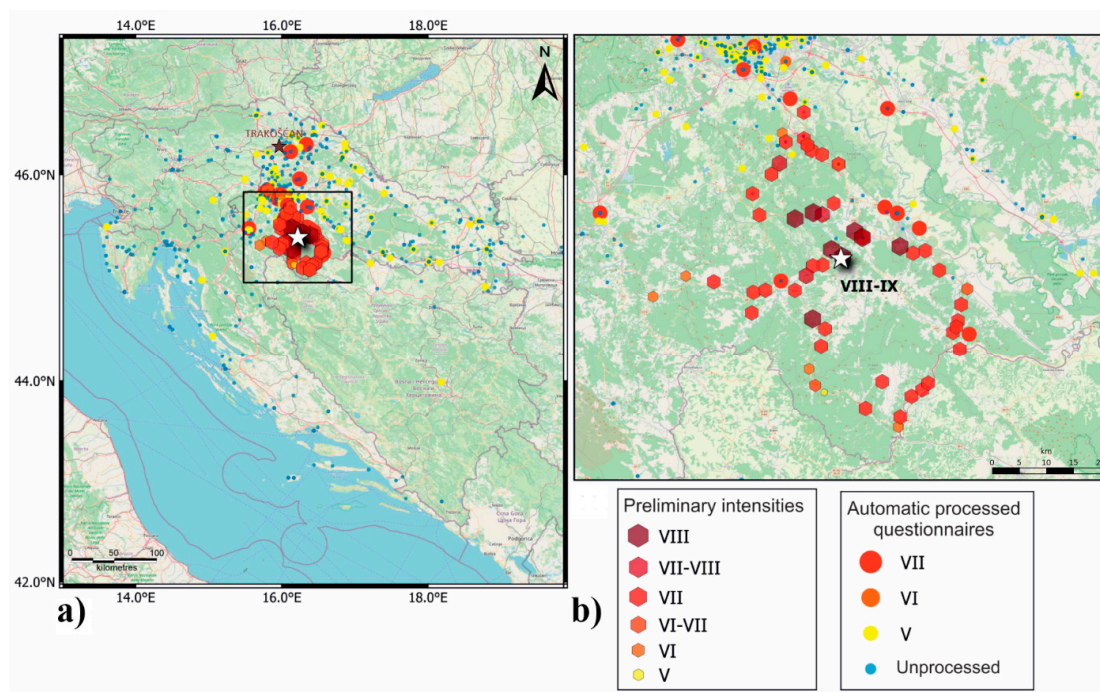 14.0°E 16.0°E 18.0°E
N
TRAKOŠĆAN
46.0°N
44.0°N
42.0°N
0 50 100
kilometres
14.0°E 16.0°E 18.0°E
a)
VIII-IX
km
0 5 10 15
b)
Preliminary intensities
VIII
VII-VIII
VII
VI-VII
VI
V
Automatic processed
questionnaires
VII
VI
V
Unprocessed